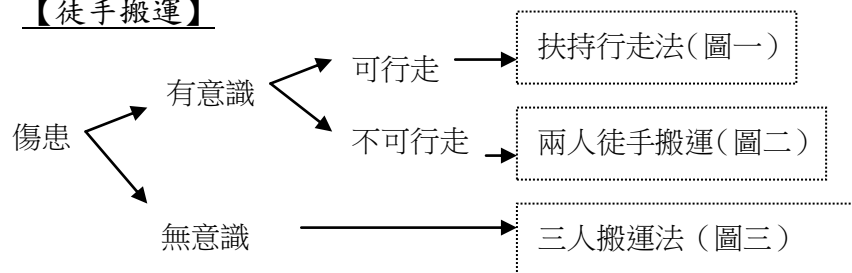 【徒手搬運】
扶持行走法（圖一）
可行走
有意識
傷患
不可行走
兩人徒手搬運（圖二）
無意識
三人搬運法（圖三）